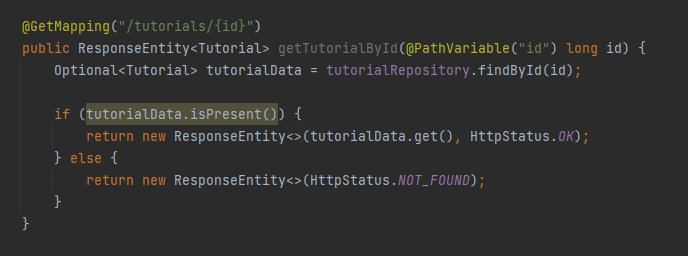 @GetMapping("/tutorials/{id}")
public ResponseEntity<Tutorial> getTutorialById(@PathVariable("id") long id) {
Optional<Tutorial> tutorialData = tutorialRepository.findById(id);
if (tutorialData.isPresent()) {
return new ResponseEntity<>(tutorialData.get(), HttpStatus.OK);
} else {
return new ResponseEntity<>(HttpStatus.NOT_FOUND);
}
}